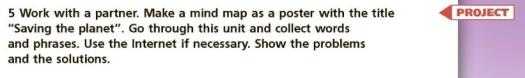 5 Work with a partner. Make a mind map as a poster with the title
"Saving the planet". Go through this unit and collect words
and phrases. Use the Internet if necessary. Show the problems
and the solutions.
PROJECT